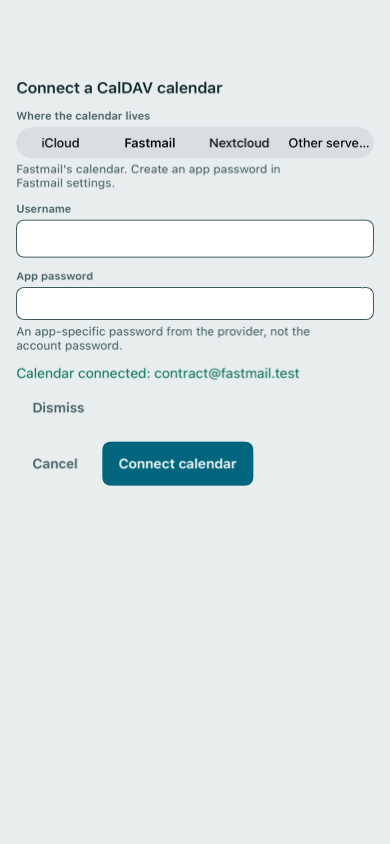 Connect a CalDAV calendar
Where the calendar lives
iCloud Fastmail Nextcloud Other serve...
Fastmail's calendar. Create an app password in
Fastmail settings.
Username
App password
An app-specific password from the provider, not the
account password.
Calendar connected: contract@fastmail.test
Dismiss
Cancel Connect calendar